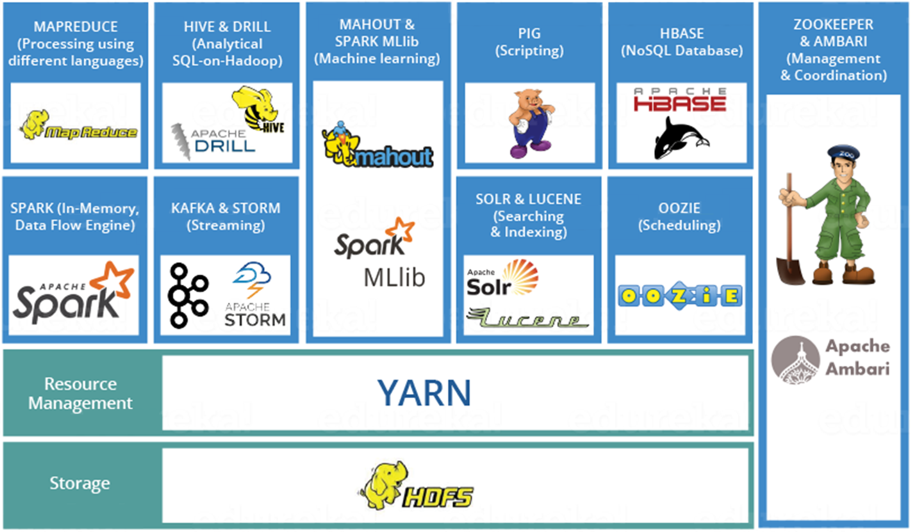 MAPREDUCE
(Processing using
different languages)
Map Reduce
HIVE & DRILL
(Analytical
SQL-on-Hadoop)
HIVE
APACHE
DRILL
MAHOUT &
SPARK MLlib
(Machine learning)
mahout
Spark
MLlib
PIG
(Scripting)
HBASE
(NoSQL Database)
APACHE
HBASE
ZOOKEEPER
& AMBARI
(Management
& Coordination)
ZOO
Apache
Ambari
SPARK (In-Memory,
Data Flow Engine)
APACHE
Spark
KAFKA & STORM
(Streaming)
APACHE
STORM
SOLR & LUCENE
(Searching
& Indexing)
Apache
Solr
Lucene
OOZIE
(Scheduling)
OOZiE
Resource
Management
YARN
Storage
HDFS